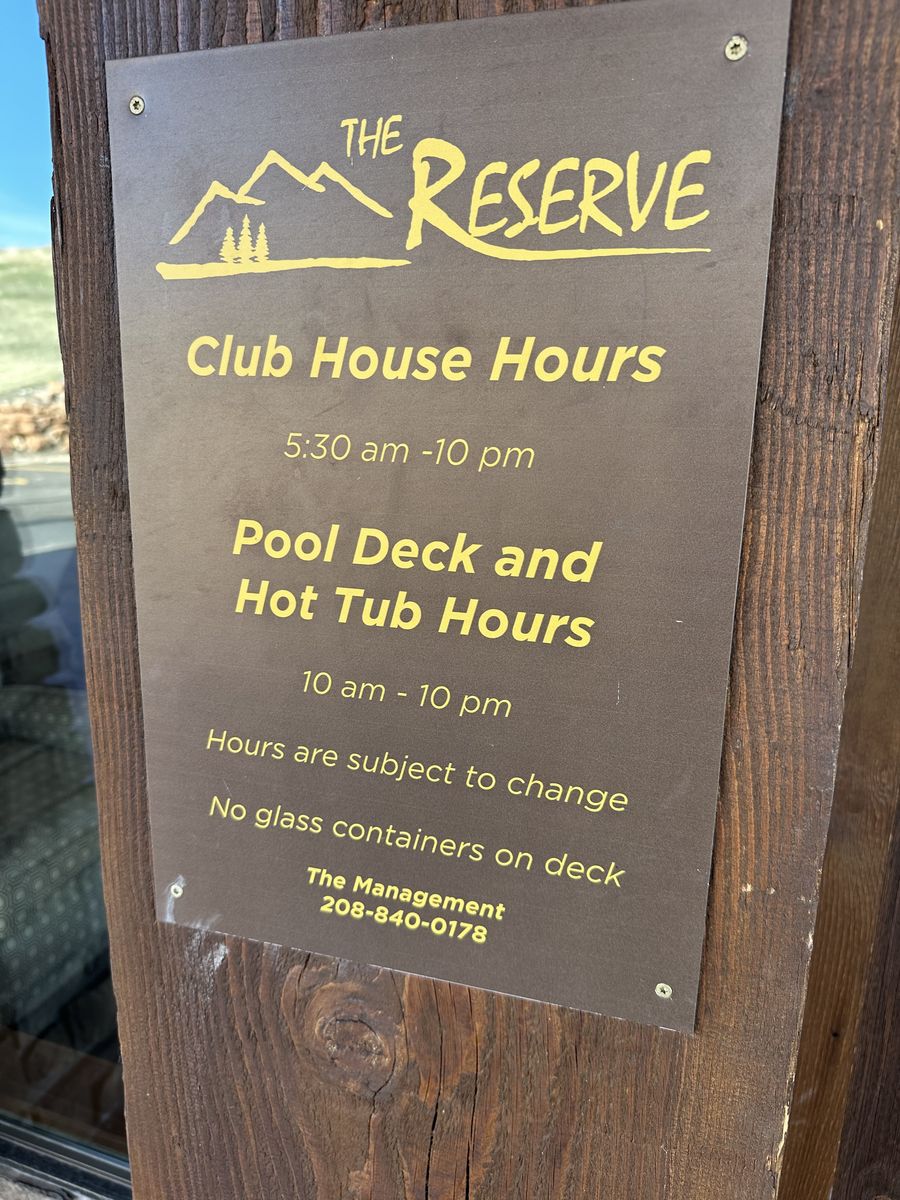 THE
RESERVE
Club House Hours
5:30 am -10 pm
Pool Deck and
Hot Tub Hours
10 am - 10 pm
Hours are subject to change
No glass containers on deck
The Management
208-840-0178